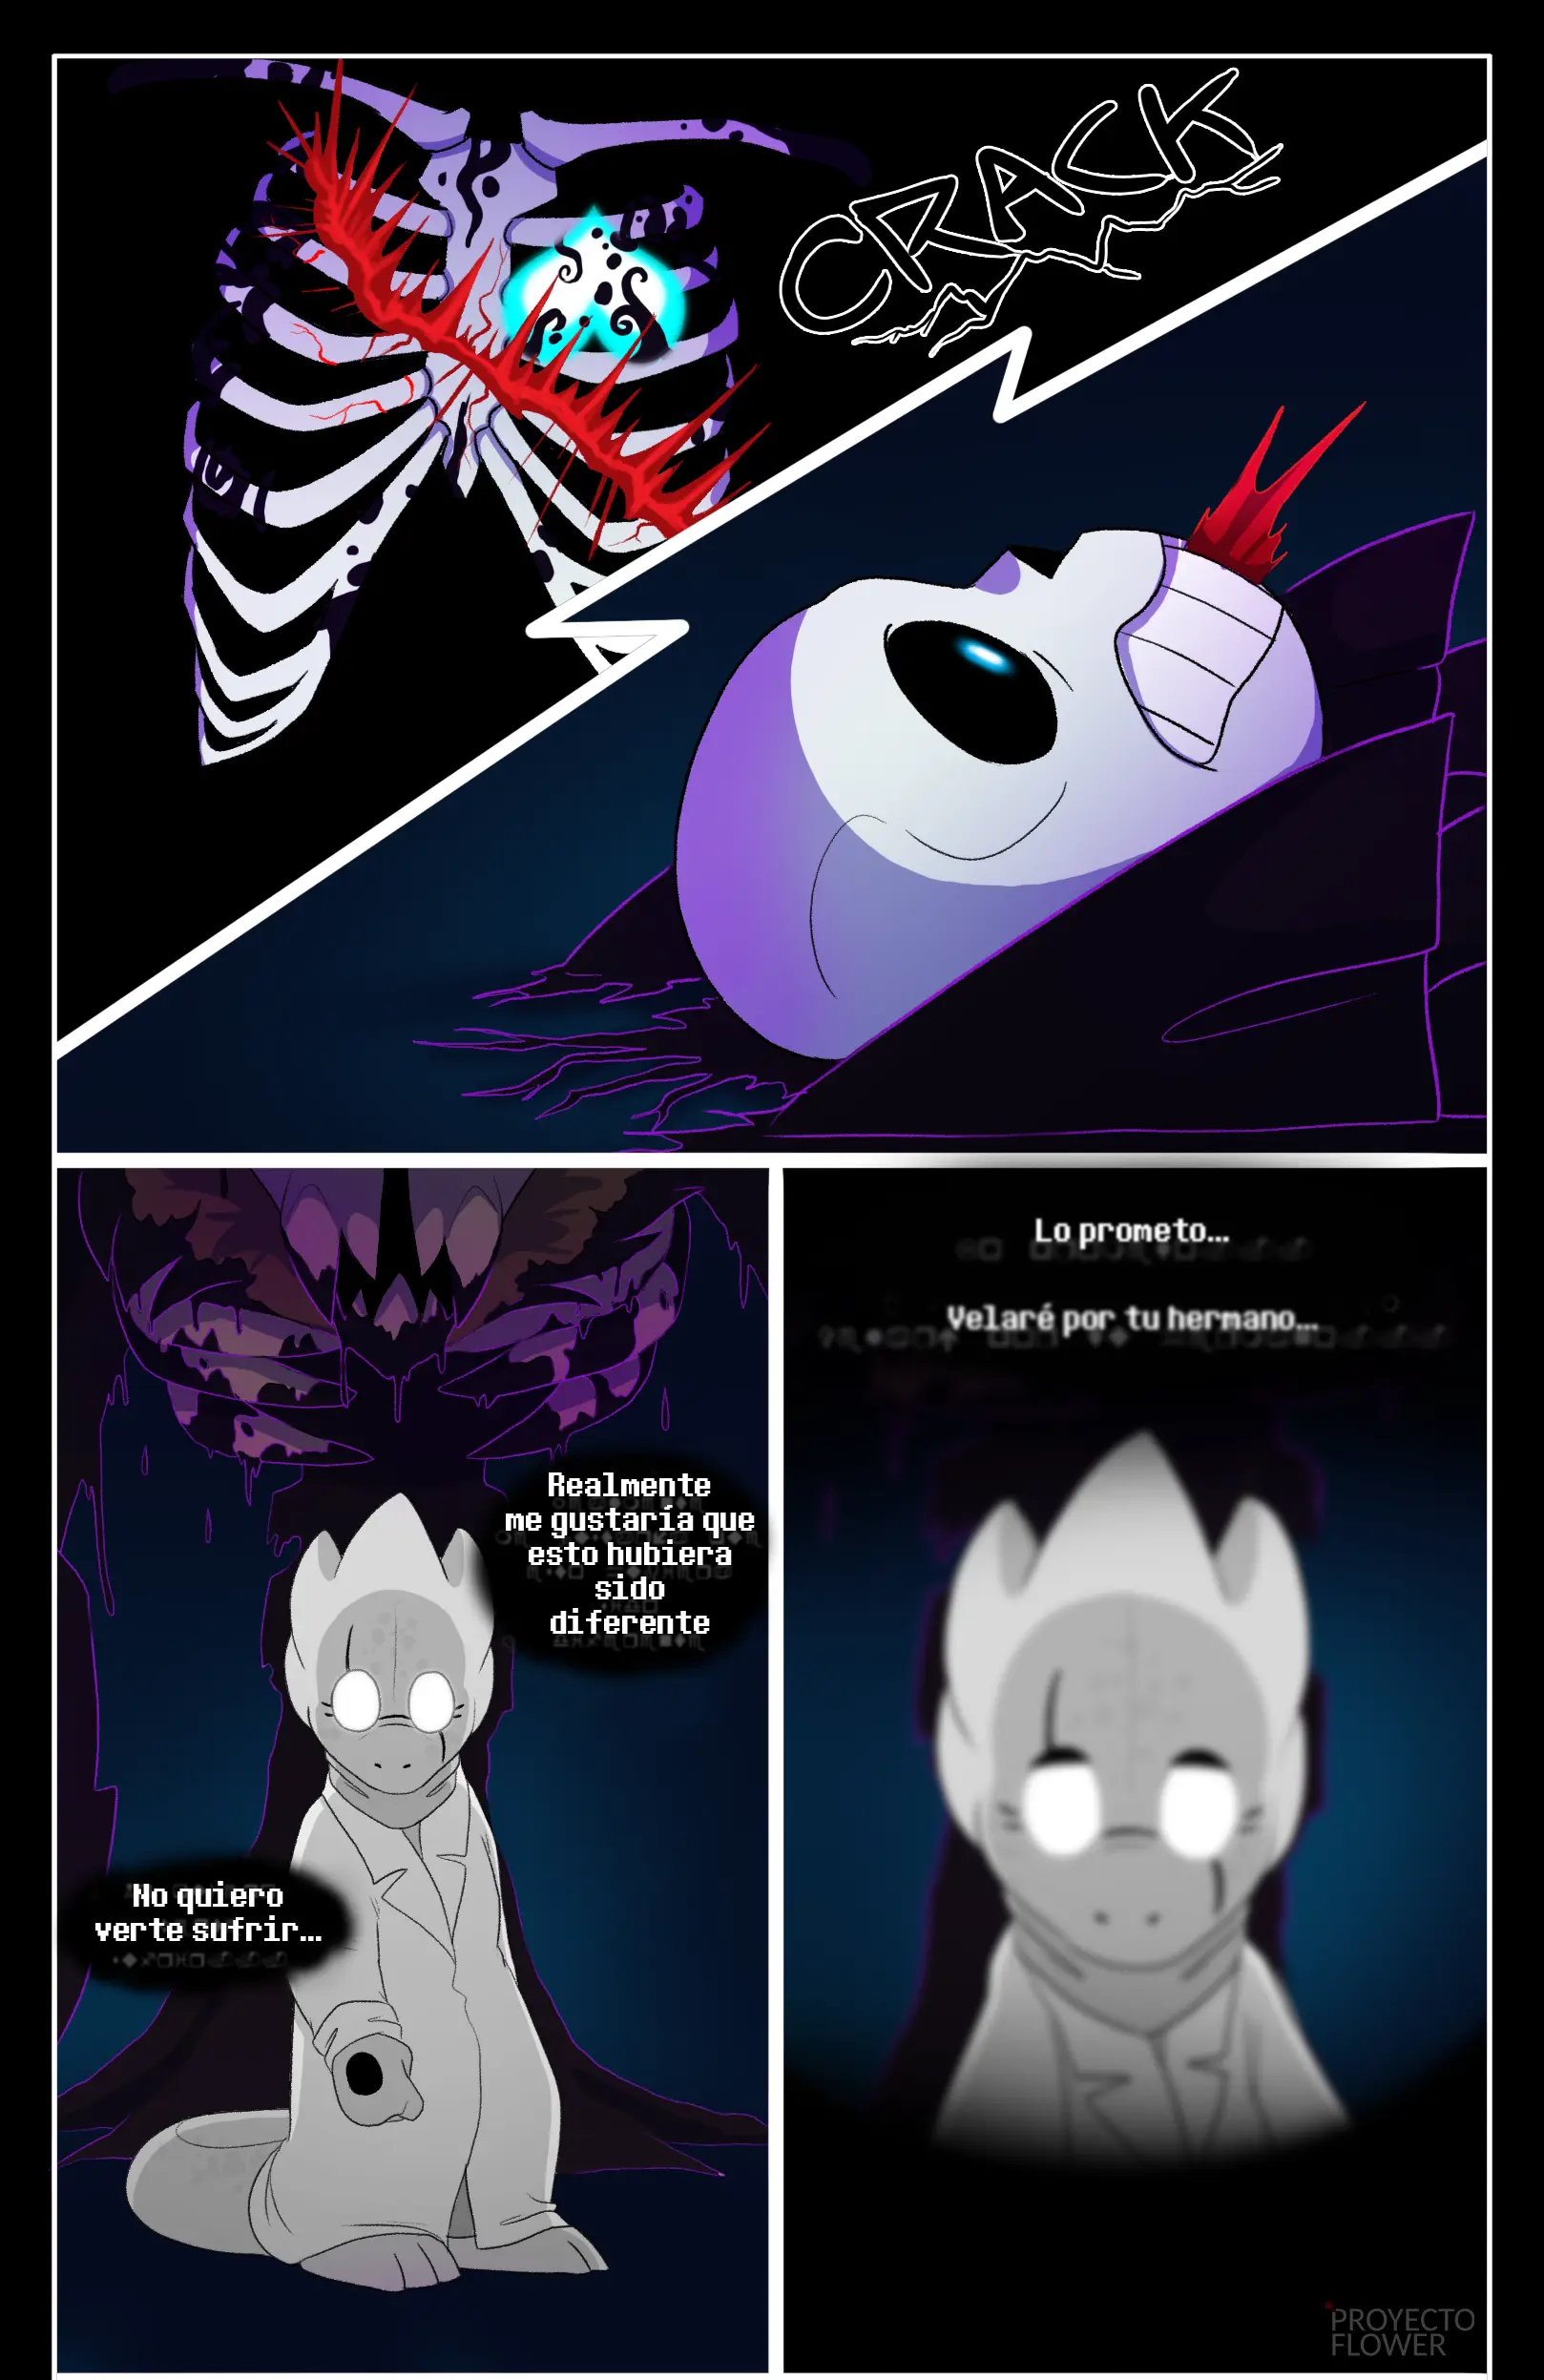 CRACK
Realmente
me gustaría que
esto hubiera
sido
diferente
No quiero
verte sufrir...
Lo prometo...
Velaré por tu hermano...
PROYECTO
FLOWER